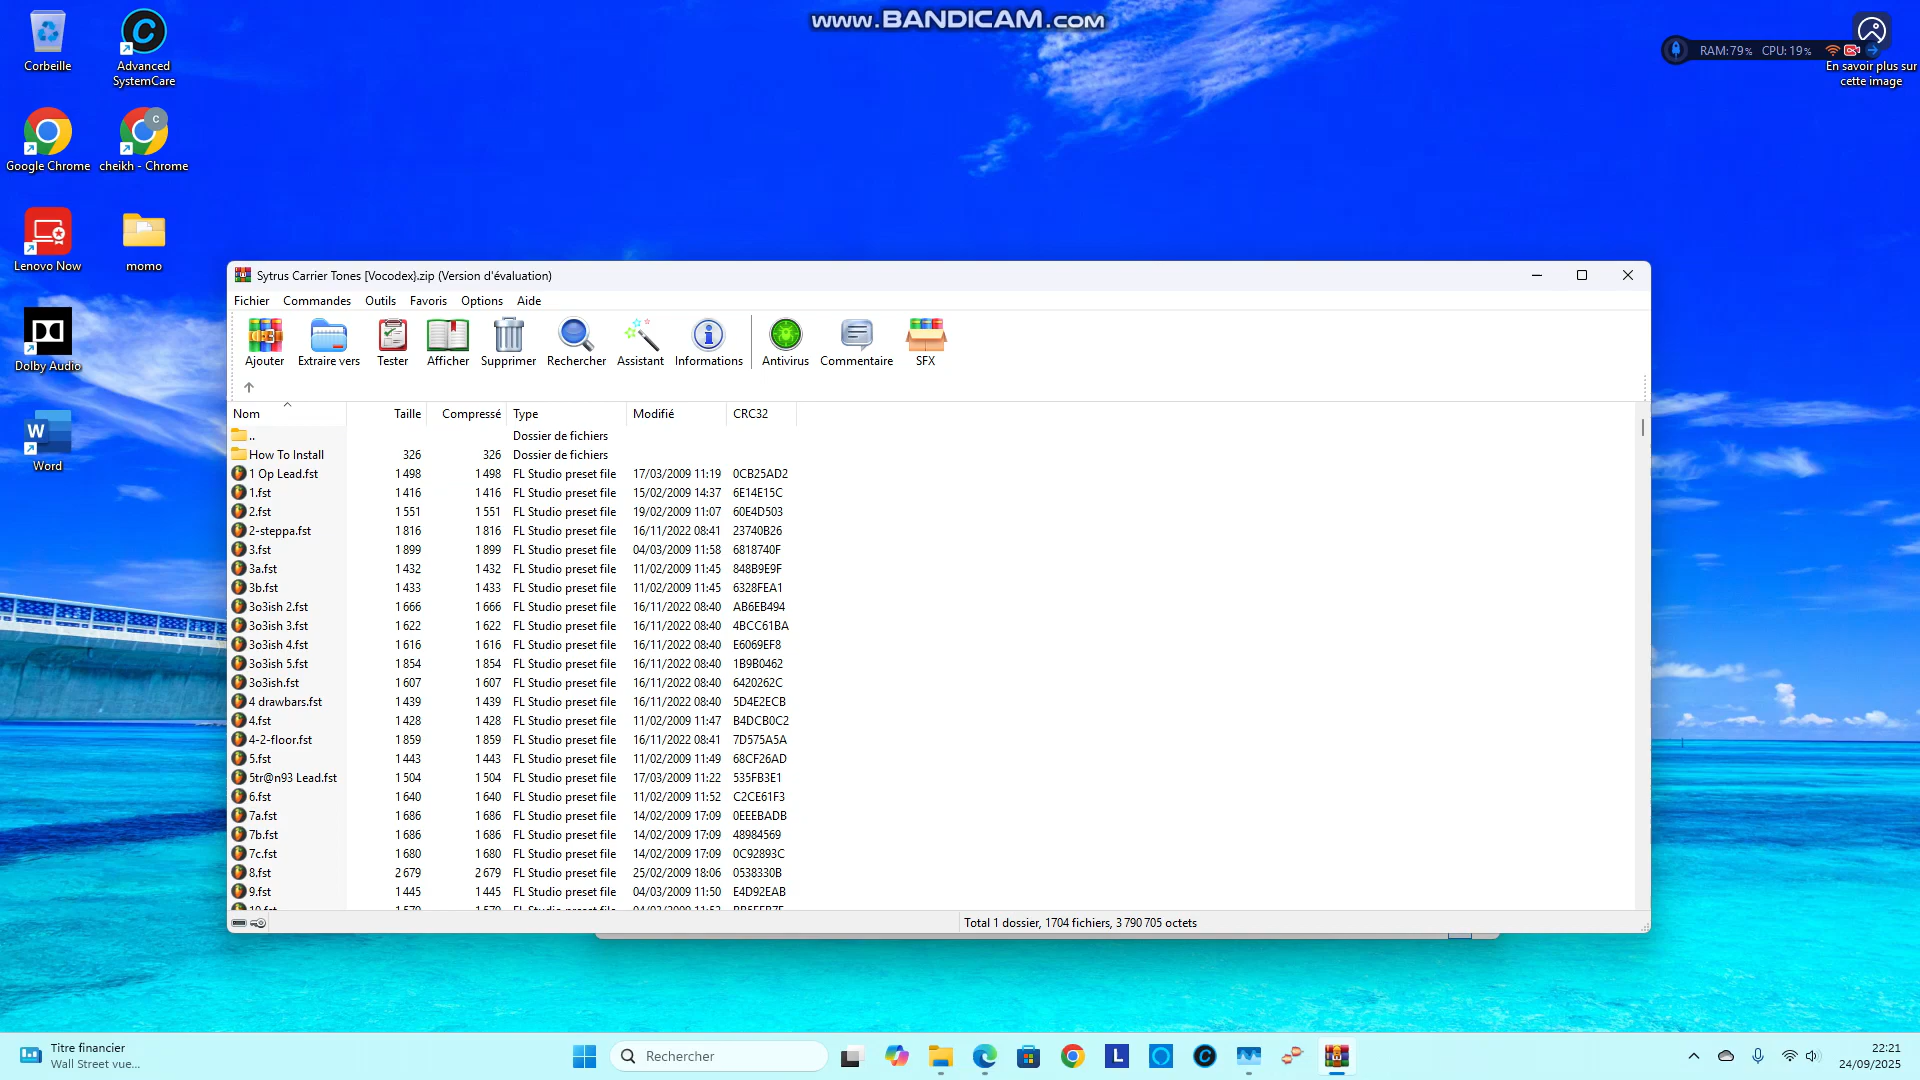 www.BANDICAM.com
Corbeille
Advanced
SystemCare
RAM:79% CPU:19%
En savoir plus sur
cette image
Google Chrome
cheikh - Chrome
Lenovo Now
momo
Dolby Audio
Word
Sytrus Carrier Tones [Vocodex].zip (Version d'évaluation)
Fichier Commandes Outils Favoris Options Aide
Ajouter Extraire vers Tester Afficher Supprimer Rechercher Assistant Informations Antivirus Commentaire SFX
Nom Taille Compressé Type Modifié CRC32
.. Dossier de fichiers
How To Install 326 326 Dossier de fichiers
1 Op Lead.fst 1 498 1 498 FL Studio preset file 17/03/2009 11:19 0CB25AD2
1.fst 1 416 1 416 FL Studio preset file 15/02/2009 14:37 6E14E15C
2.fst 1 551 1 551 FL Studio preset file 19/02/2009 11:07 60E4D503
2-steppa.fst 1 816 1 816 FL Studio preset file 16/11/2022 08:41 23740B26
3.fst 1 899 1 899 FL Studio preset file 04/03/2009 11:58 6818740F
3a.fst 1 432 1 432 FL Studio preset file 11/02/2009 11:45 848B9E9F
3b.fst 1 433 1 433 FL Studio preset file 11/02/2009 11:45 6328FEA1
3o3ish 2.fst 1 666 1 666 FL Studio preset file 16/11/2022 08:40 AB6EB494
3o3ish 3.fst 1 622 1 622 FL Studio preset file 16/11/2022 08:40 4BCC61BA
3o3ish 4.fst 1 616 1 616 FL Studio preset file 16/11/2022 08:40 E6069EF8
3o3ish 5.fst 1 854 1 854 FL Studio preset file 16/11/2022 08:40 1B9B0462
3o3ish.fst 1 607 1 607 FL Studio preset file 16/11/2022 08:40 6420262C
4 drawbars.fst 1 439 1 439 FL Studio preset file 16/11/2022 08:40 5D4E2ECB
4.fst 1 428 1 428 FL Studio preset file 11/02/2009 11:47 B4DCB0C2
4-2-floor.fst 1 859 1 859 FL Studio preset file 16/11/2022 08:41 7D575A5A
5.fst 1 443 1 443 FL Studio preset file 11/02/2009 11:49 68CF26AD
5tr@n93 Lead.fst 1 504 1 504 FL Studio preset file 17/03/2009 11:22 535FB3E1
6.fst 1 640 1 640 FL Studio preset file 11/02/2009 11:52 C2CE61F3
7a.fst 1 686 1 686 FL Studio preset file 14/02/2009 17:09 0EEEBADB
7b.fst 1 686 1 686 FL Studio preset file 14/02/2009 17:09 48984569
7c.fst 1 680 1 680 FL Studio preset file 14/02/2009 17:09 0C92893C
8.fst 2 679 2 679 FL Studio preset file 25/02/2009 18:06 0538330B
9.fst 1 445 1 445 FL Studio preset file 04/03/2009 11:50 E4D92EAB
Total 1 dossier, 1704 fichiers, 3 790 705 octets
Titre financier
Wall Street vue...
Rechercher
22:21
24/09/2025